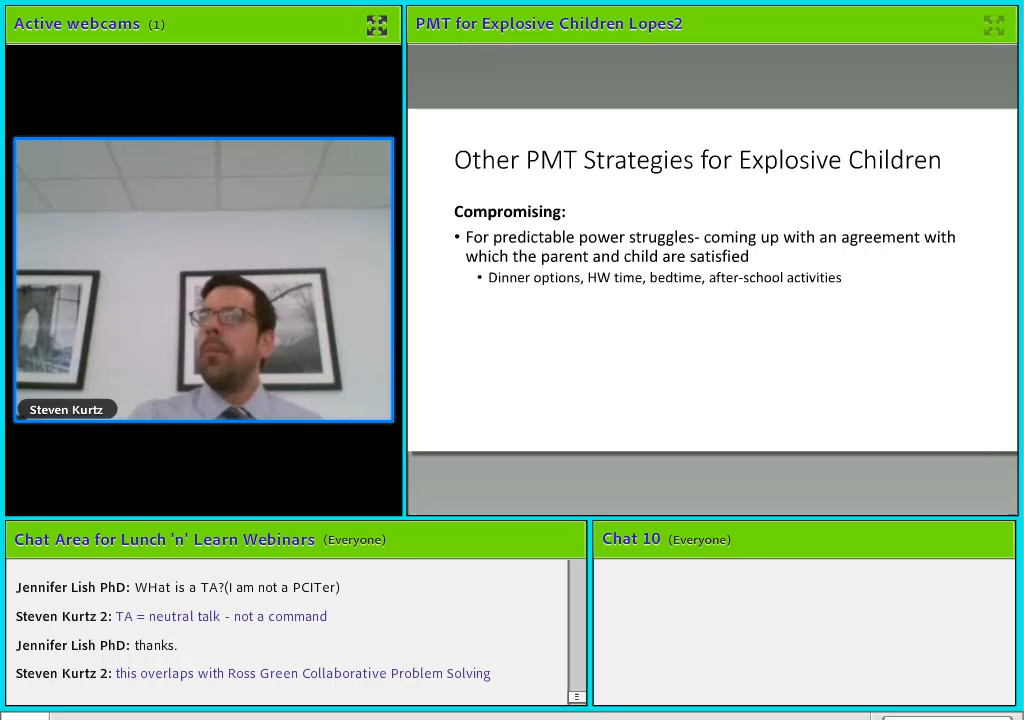 Active webcams (1)
PMT for Explosive Children Lopes2
Steven Kurtz
Other PMT Strategies for Explosive Children
Compromising:
• For predictable power struggles- coming up with an agreement with
which the parent and child are satisfied
• Dinner options, HW time, bedtime, after-school activities
Chat Area for Lunch 'n' Learn Webinars (Everyone)
Jennifer Lish PhD: WHat is a TA?(I am not a PCITer)
Steven Kurtz 2: TA = neutral talk - not a command
Jennifer Lish PhD: thanks.
Steven Kurtz 2: this overlaps with Ross Green Collaborative Problem Solving
Chat 10 (Everyone)